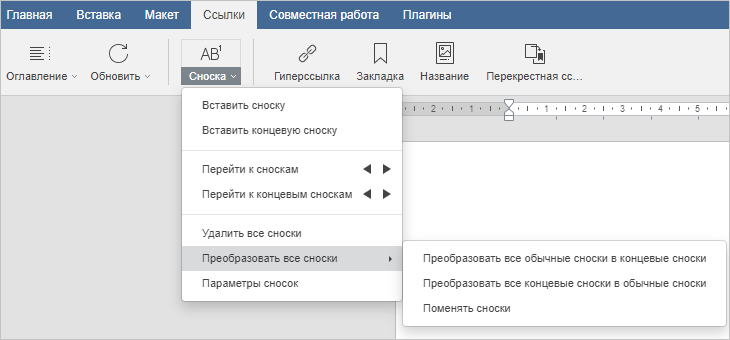 Главная Вставка Макет Ссылки Совместная работа Плагины
AB¹
Оглавление Обновить Сноска Гиперссылка Закладка Название Перекрестная сс...
Вставить сноску
Вставить концевую сноску
2 1 1 2 3 4 5
Перейти к сноскам
Перейти к концевым сноскам
Удалить все сноски
Преобразовать все сноски
Параметры сносок
Преобразовать все обычные сноски в концевые сноски
Преобразовать все концевые сноски в обычные сноски
Поменять сноски